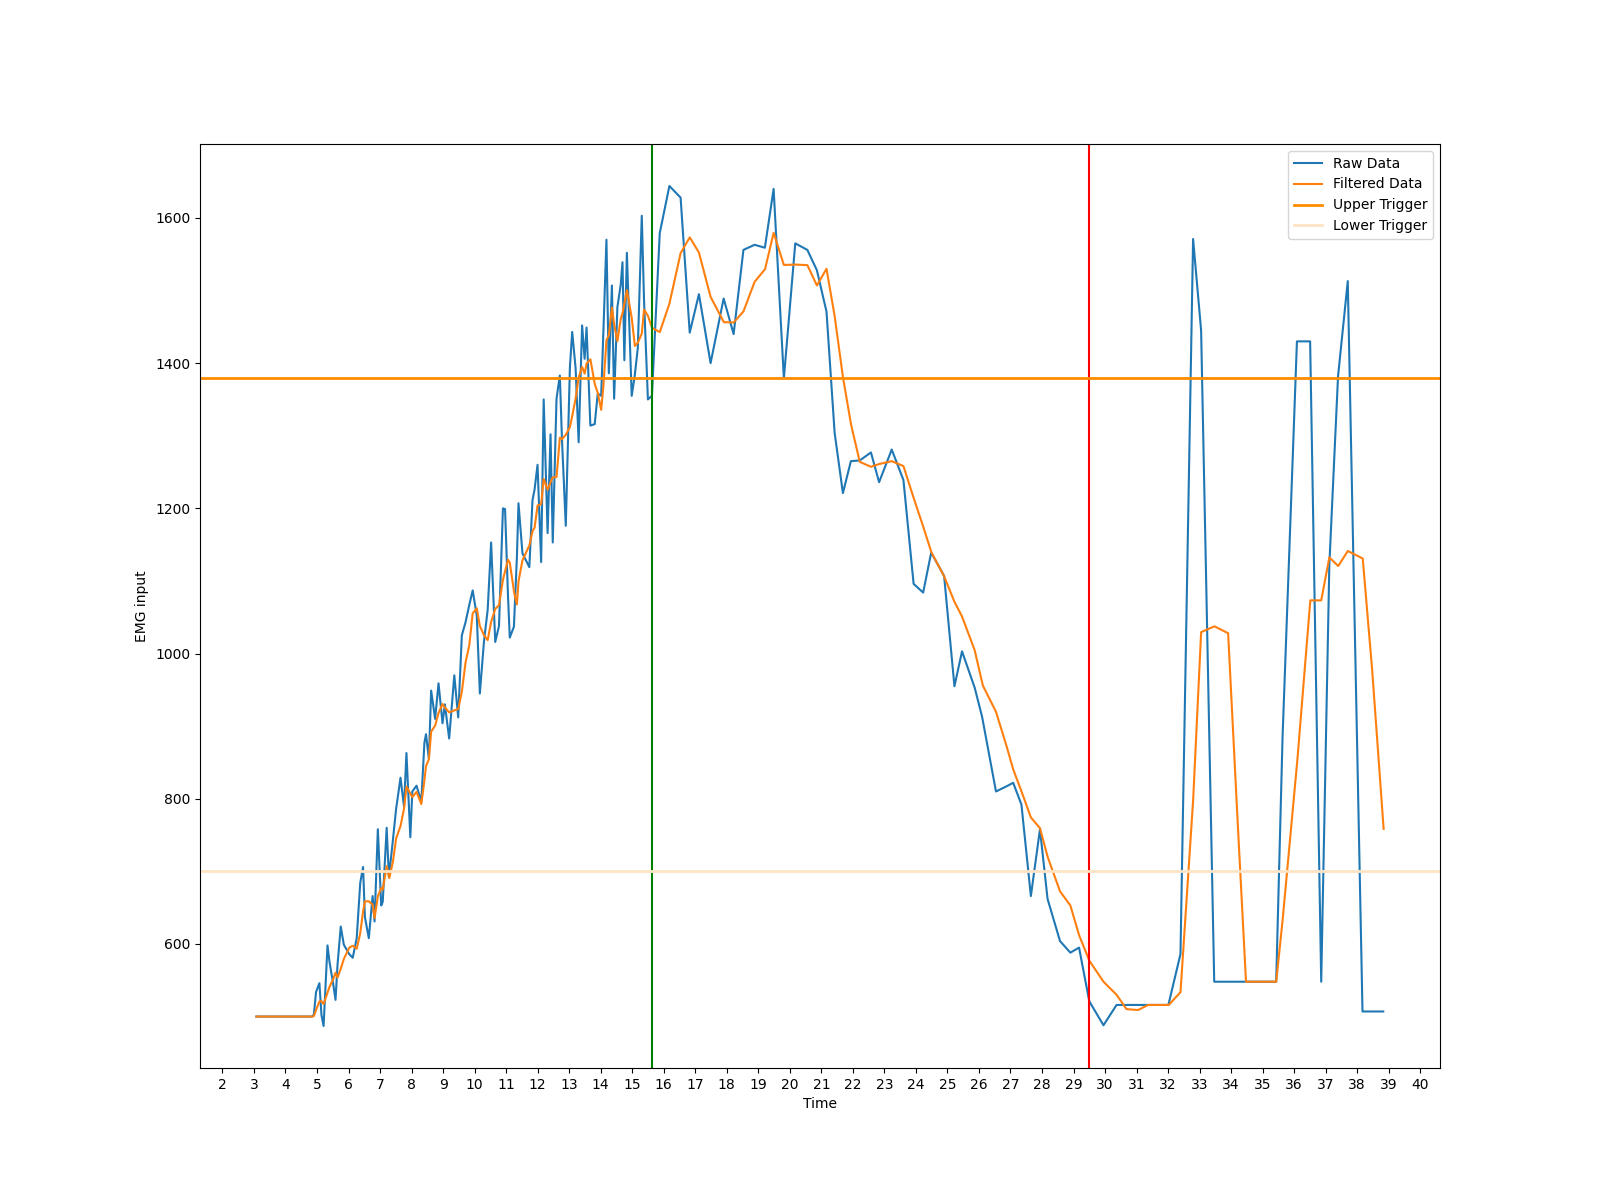 Raw Data
Filtered Data
Upper Trigger
Lower Trigger
1600
1400
1200
1000
800
600
EMG input
2 3 4 5 6 7 8 9 10 11 12 13 14 15 16 17 18 19 20 21 22 23 24 25 26 27 28 29 30 31 32 33 34 35 36 37 38 39 40
Time